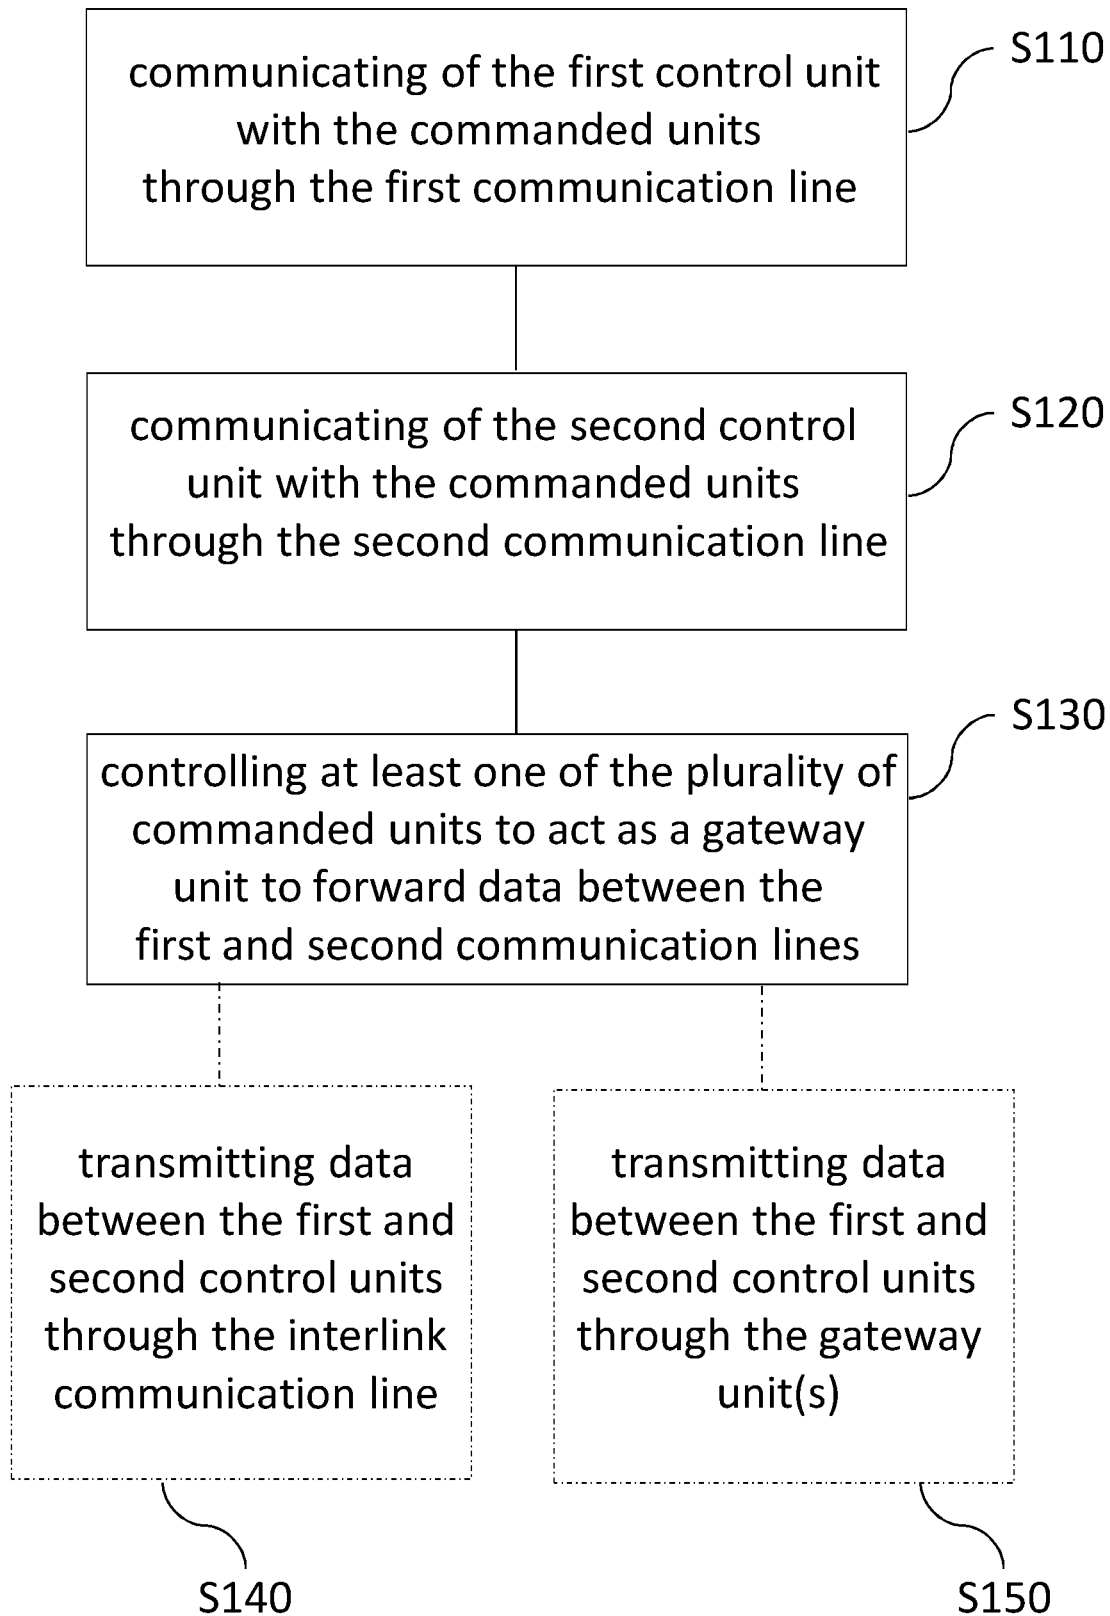 S110
communicating of the first control unit
with the commanded units
through the first communication line
S120
communicating of the second control
unit with the commanded units
through the second communication line
S130
controlling at least one of the plurality of
commanded units to act as a gateway
unit to forward data between the
first and second communication lines
transmitting data
between the first and
second control units
through the interlink
communication line
transmitting data
between the first and
second control units
through the gateway
unit(s)
S140
S150